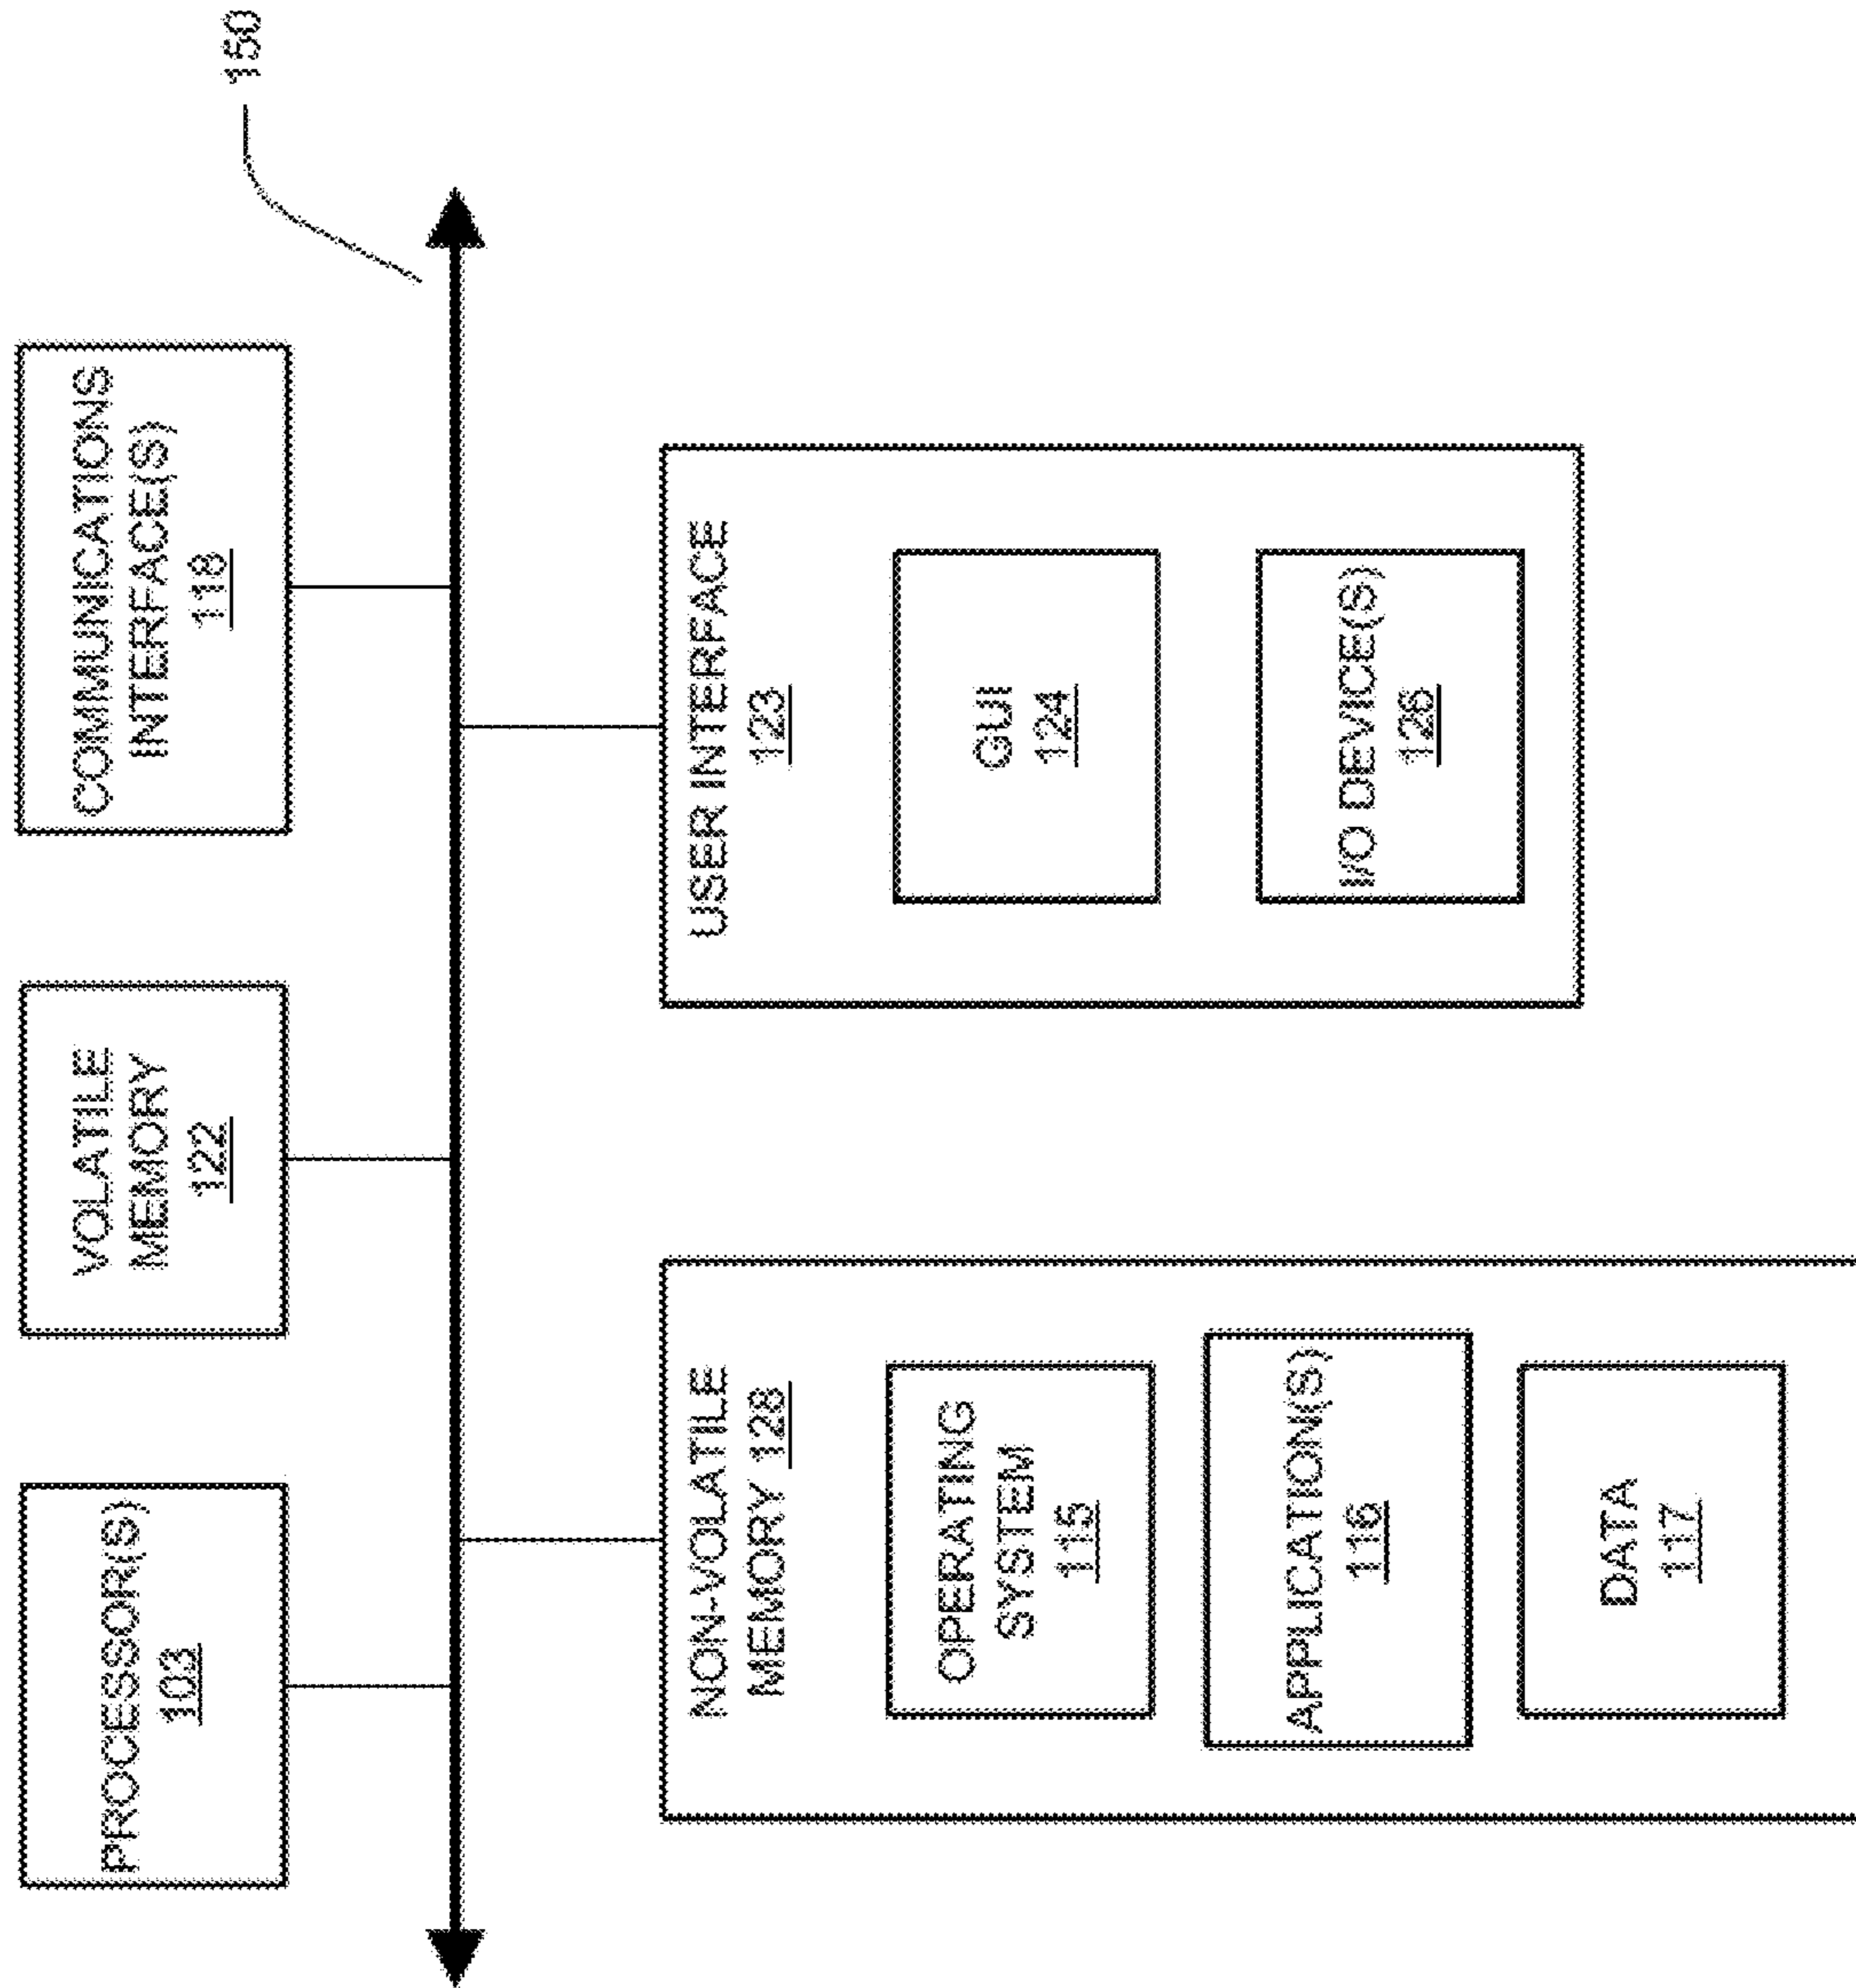 150
PROCESSOR(S)
103
VOLATILE
MEMORY
122
COMMUNICATIONS
INTERFACE(S)
118
NON-VOLATILE
MEMORY 128
OPERATING
SYSTEM
115
APPLICATION(S)
116
DATA
117
USER INTERFACE
123
GUI
124
I/O DEVICE(S)
126